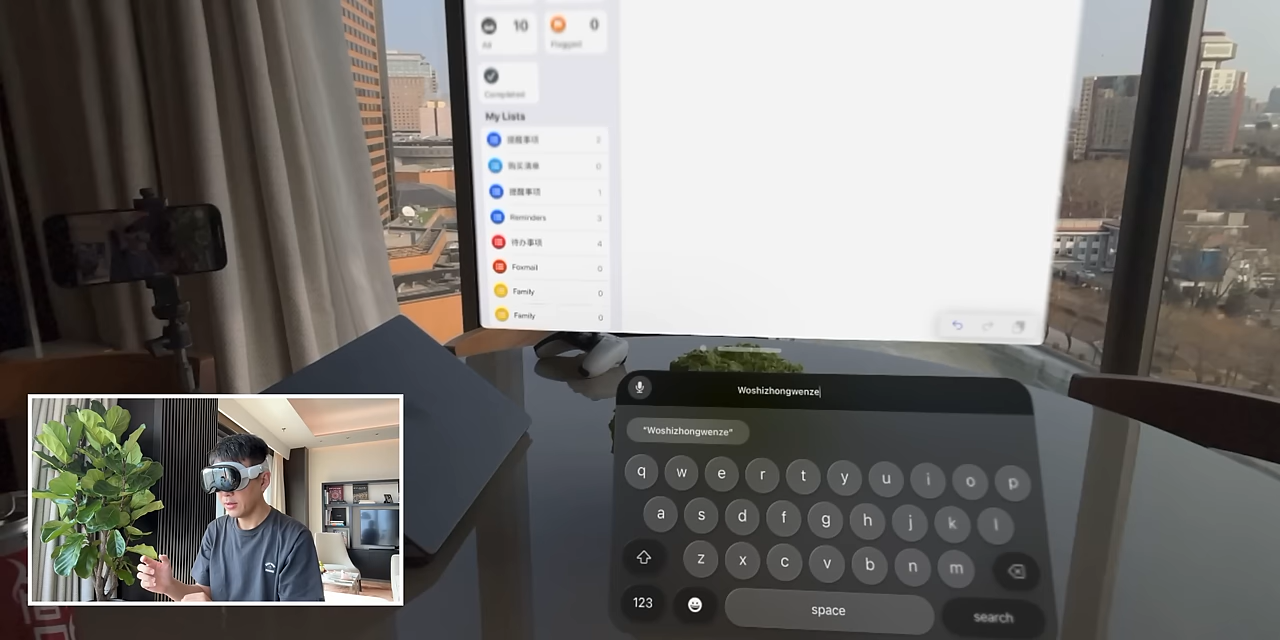 10
0
All
Flagged
Completed
My Lists
提醒事项 2
购买清单 0
提醒事项 1
Reminders 3
待办事项 4
Foxmail 0
Family 0
Family 0
Woshizhongwenze
"Woshizhongwenze"
q w e r t y u i o p
a s d f g h j k l
z x c v b n m
123 space search